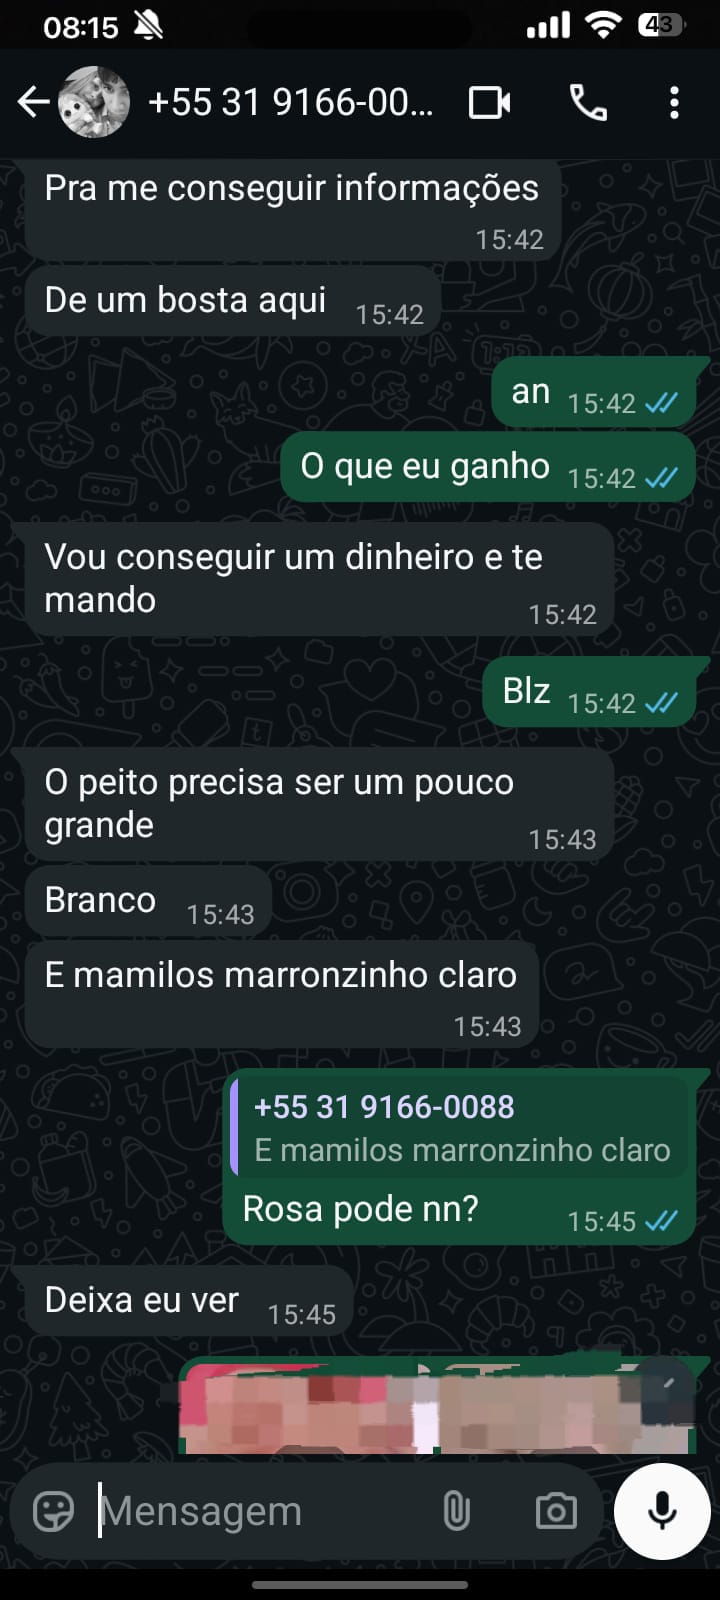 08:15
43
+55 31 9166-00...
Pra me conseguir informações
15:42
De um bosta aqui 15:42
an 15:42
O que eu ganho 15:42
Vou conseguir um dinheiro e te
mando
15:42
Blz 15:42
O peito precisa ser um pouco
grande
15:43
Branco 15:43
E mamilos marronzinho claro
15:43
+55 31 9166-0088
E mamilos marronzinho claro
Rosa pode nn? 15:45
Deixa eu ver 15:45
Mensagem